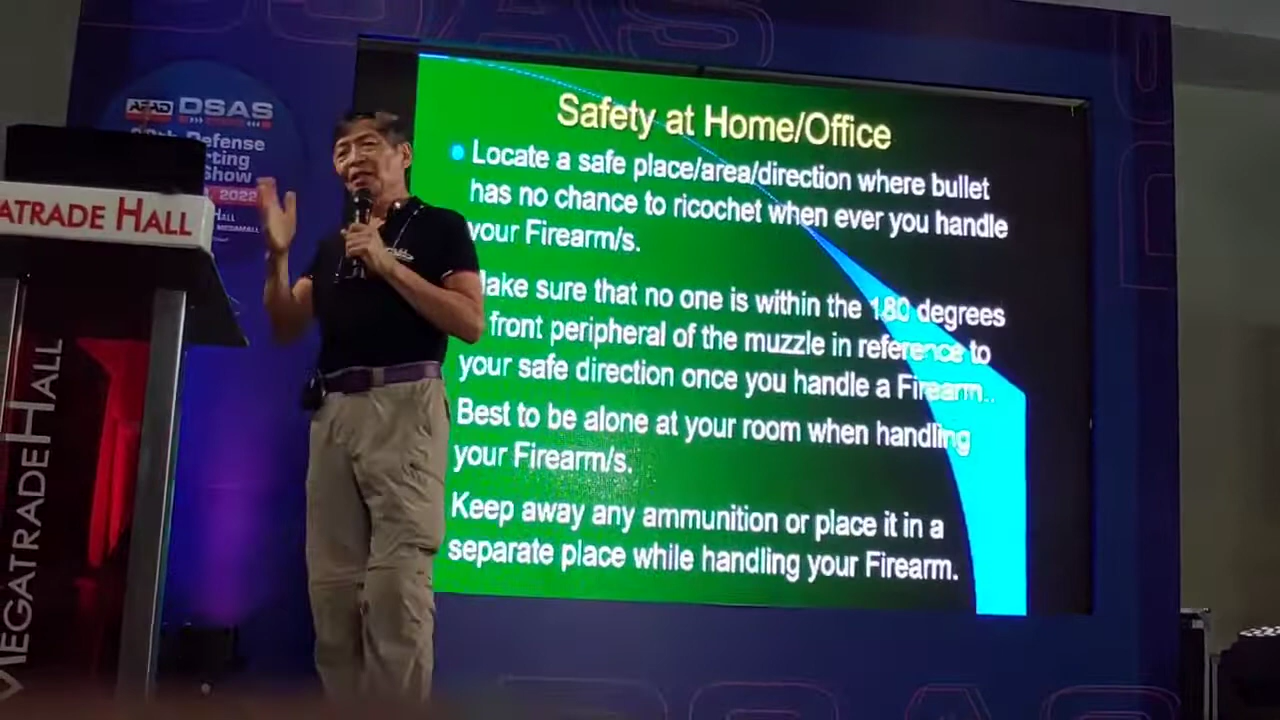 AFAD DSAS
Defense
rting
Show
2022
HALL
MEGAMALL
ATRADE HALL
MEGATRADEHALL
Safety at Home/Office
Locate a safe place/area/direction where bullet
has no chance to ricochet when ever you handle
your Firearm/s.
ake sure that no one is within the 180 degrees
front peripheral of the muzzle in reference to
your safe direction once you handle a Firearm..
Best to be alone at your room when handling
your Firearm/s.
Keep away any ammunition or place it in a
separate place while handling your Firearm.